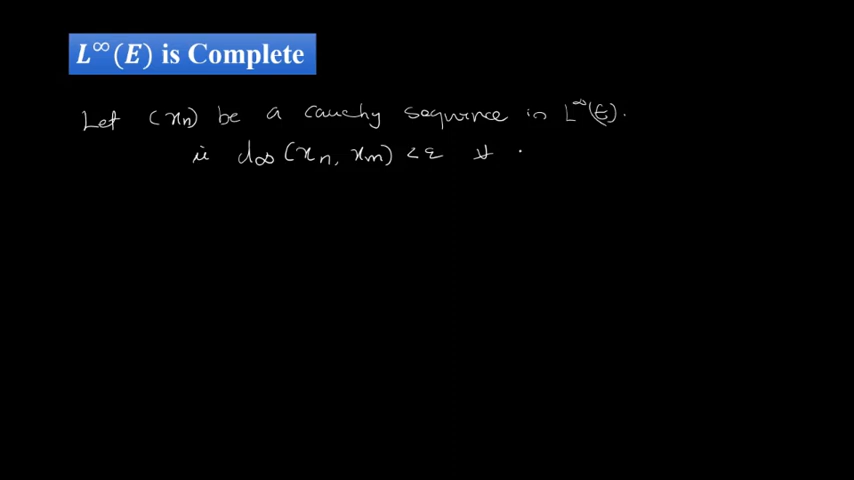 L∞(E) is Complete
Let (xn) be a Cauchy sequence in L∞(E).
ie d∞(xn, xm) <ε ∀